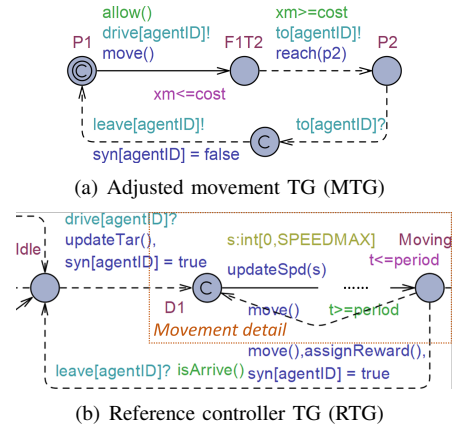 allow()
drive[agentID]!
move()
xm>=cost
to[agentID]!
reach(p2)
P1
F1T2
P2
xm<=cost
leave[agentID]!
syn[agentID] = false
C
C
to[agentID]?
(a) Adjusted movement TG (MTG)
drive[agentID]?
updateTar(),
syn[agentID] = true
Idle
s:int[0,SPEEDMAX]
Moving
t<=period
updateSpd(s)
C
......
D1
move()
t>=period
Movement detail
move(),assignReward(),
leave[agentID]?
isArrive()
syn[agentID] = true
(b) Reference controller TG (RTG)